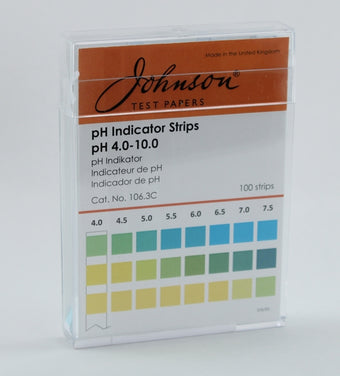 Made in the United Kingdom
Johnson®
TEST PAPERS
pH Indicator Strips
pH 4.0-10.0
pH Indikator
Indicateur de pH
Indicador de pH
Cat. No. 106.3C
100 strips
4.0 4.5 5.0 5.5 6.0 6.5 7.0 7.5